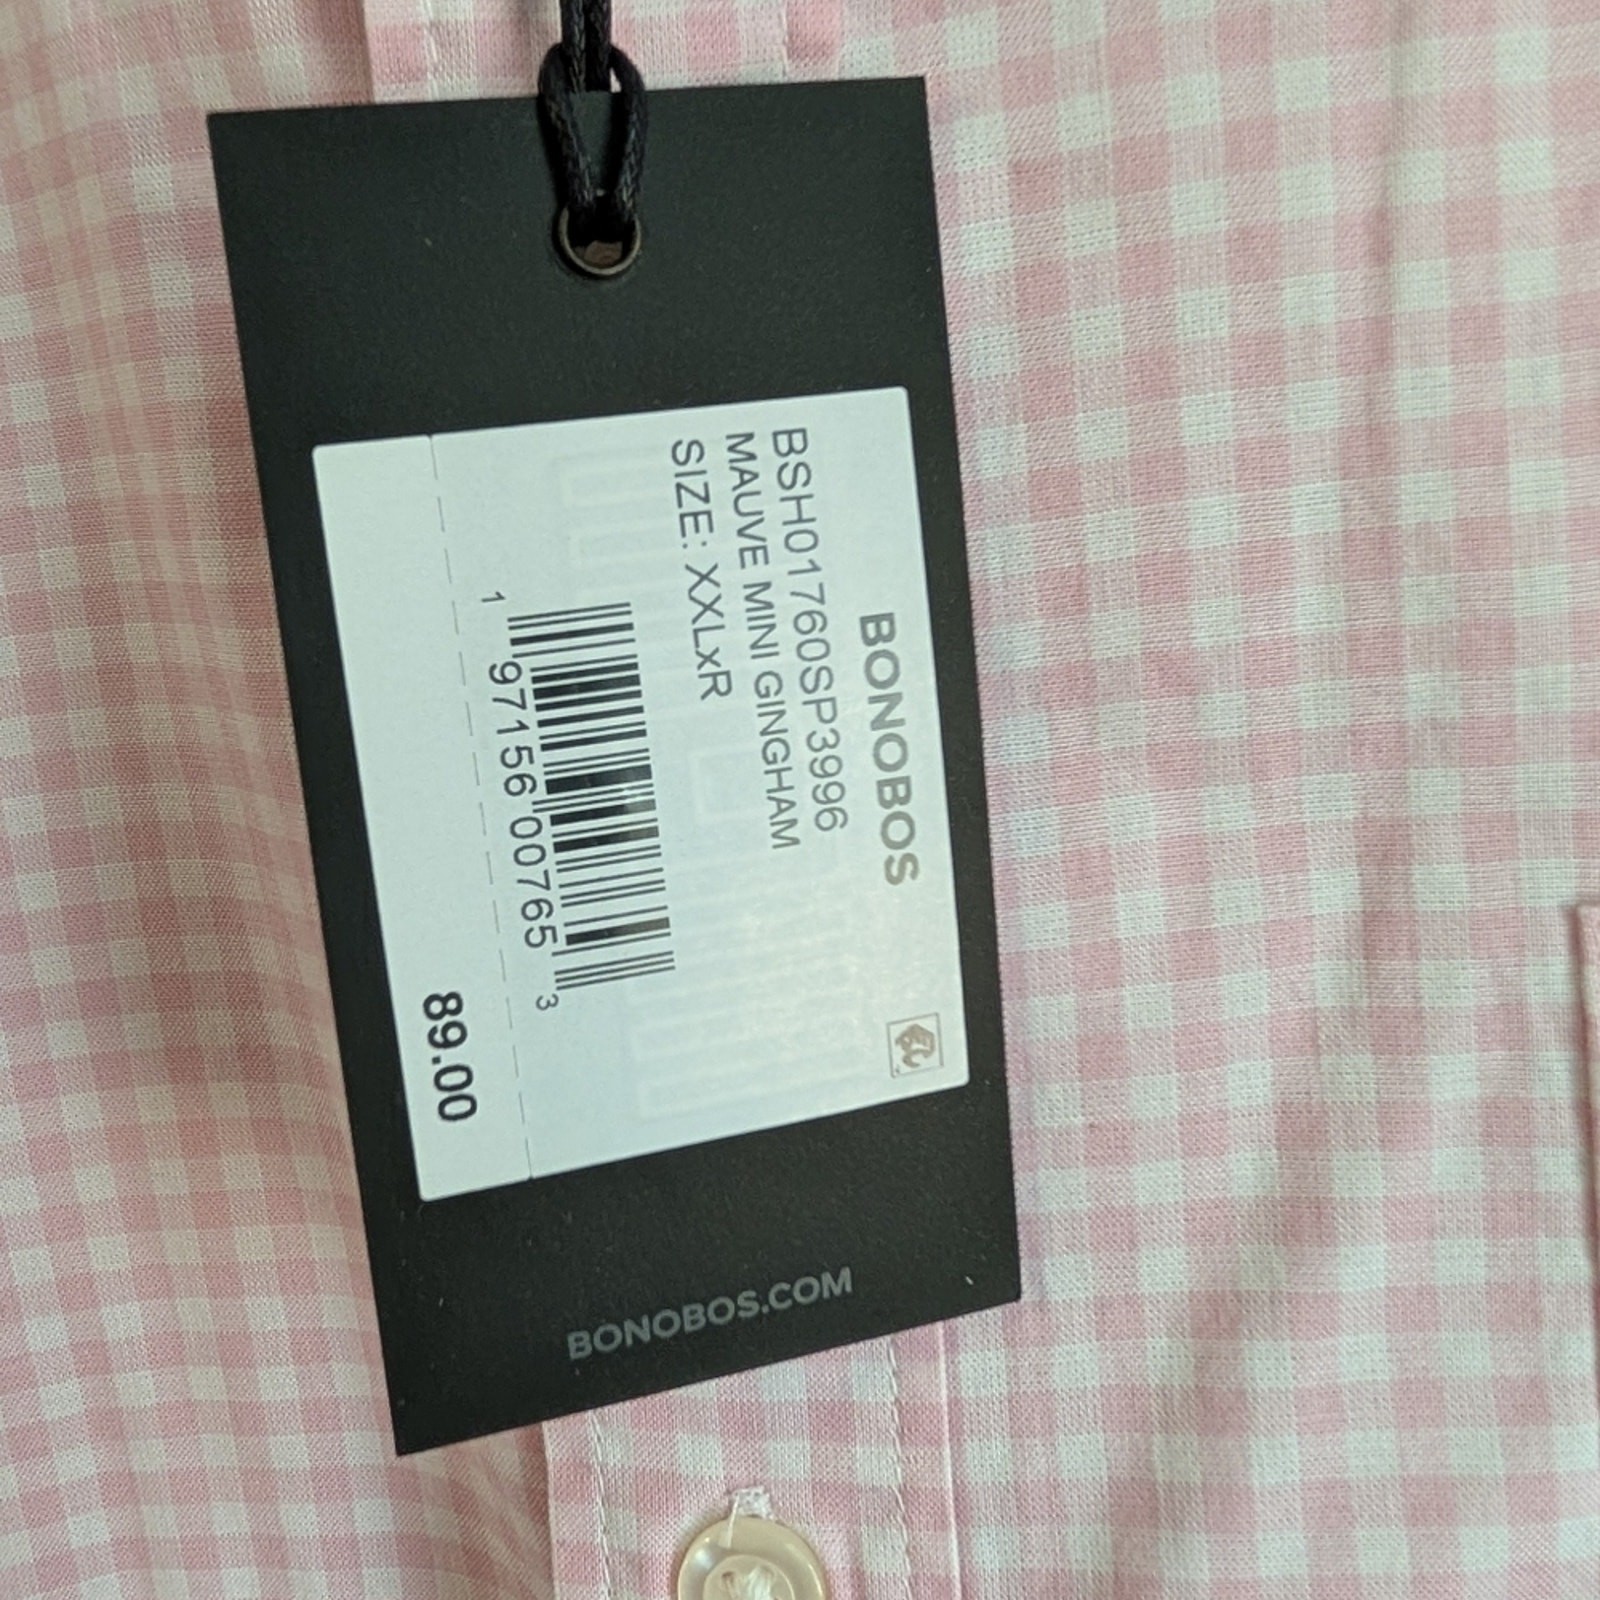 BONOBOS
BSH01760SP3996
MAUVE MINI GINGHAM
SIZE: XXLxR
1 97156 00765 3
89.00
BONOBOS.COM